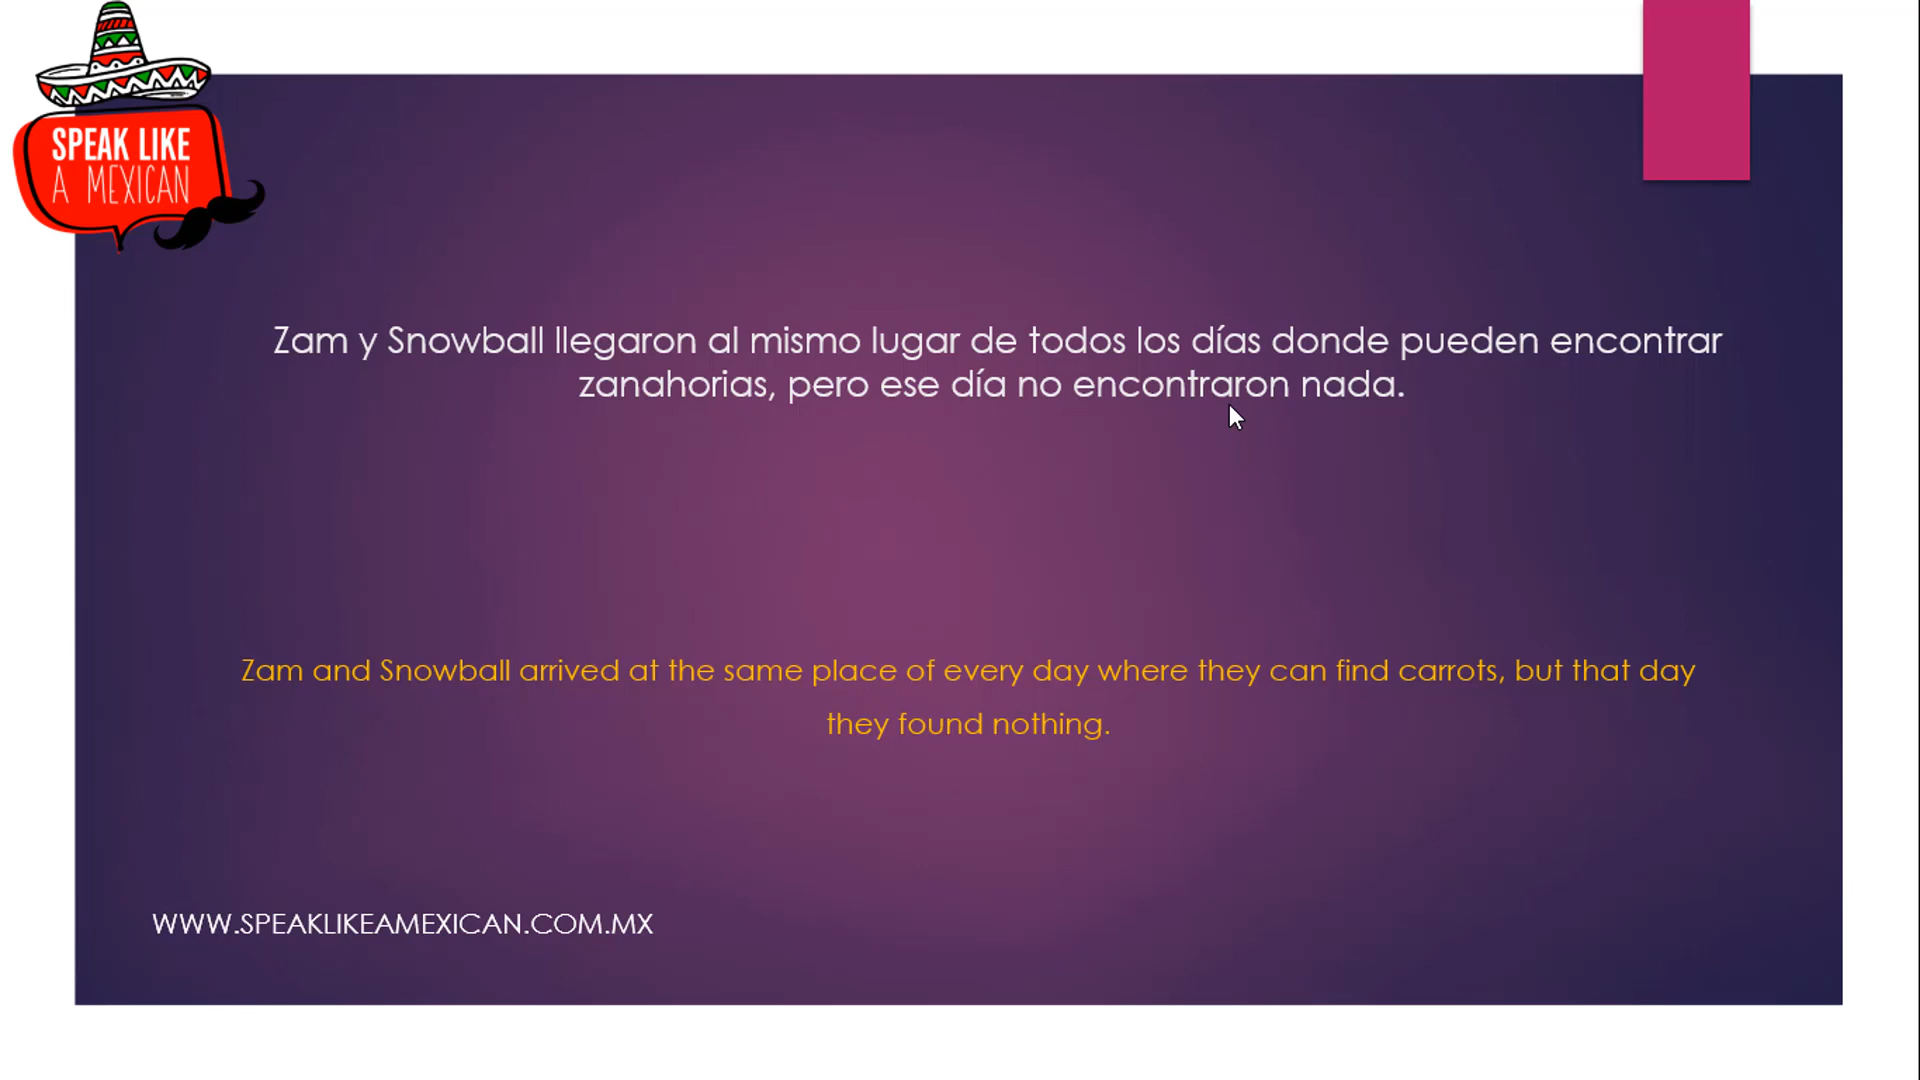 SPEAK LIKE
A MEXICAN
Zam y Snowball llegaron al mismo lugar de todos los días donde pueden encontrar
zanahorias, pero ese día no encontraron nada.
Zam and Snowball arrived at the same place of every day where they can find carrots, but that day
they found nothing.
WWW.SPEAKLIKEAMEXICAN.COM.MX